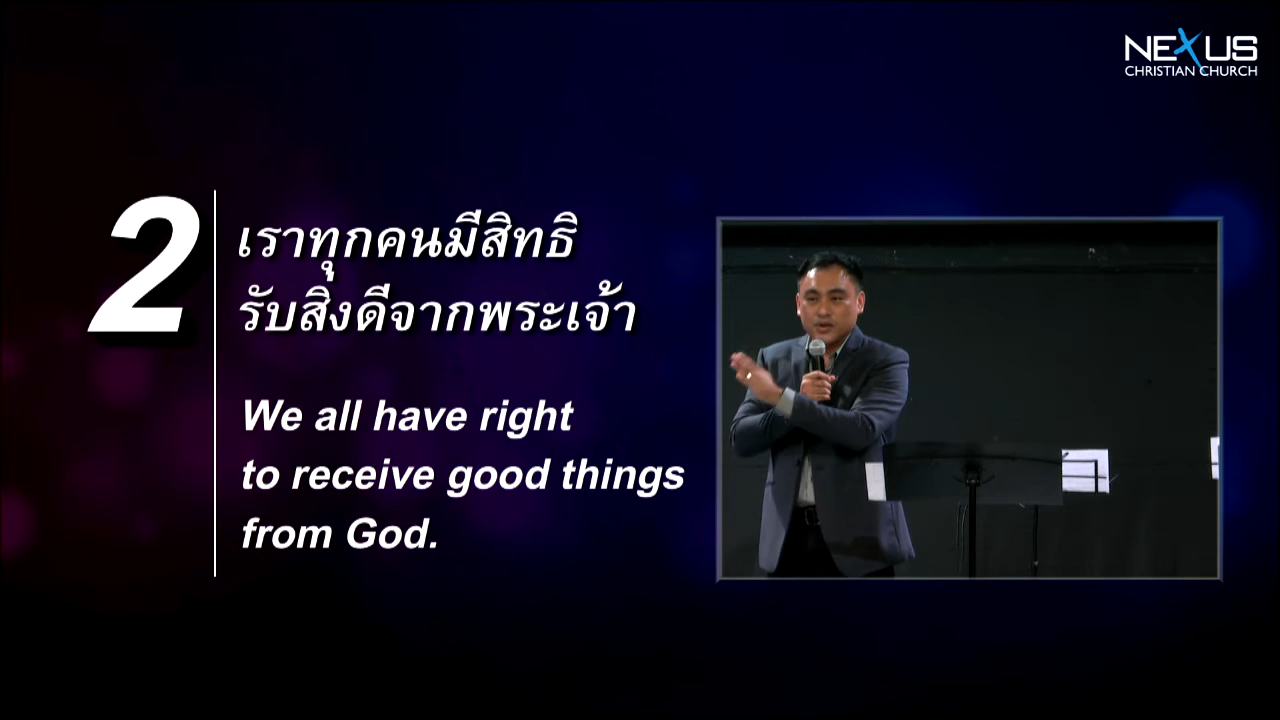 NEXUS
CHRISTIAN CHURCH
2
เราทุกคนมีสิทธิ
รับสิ่งดีจากพระเจ้า
We all have right
to receive good things
from God.